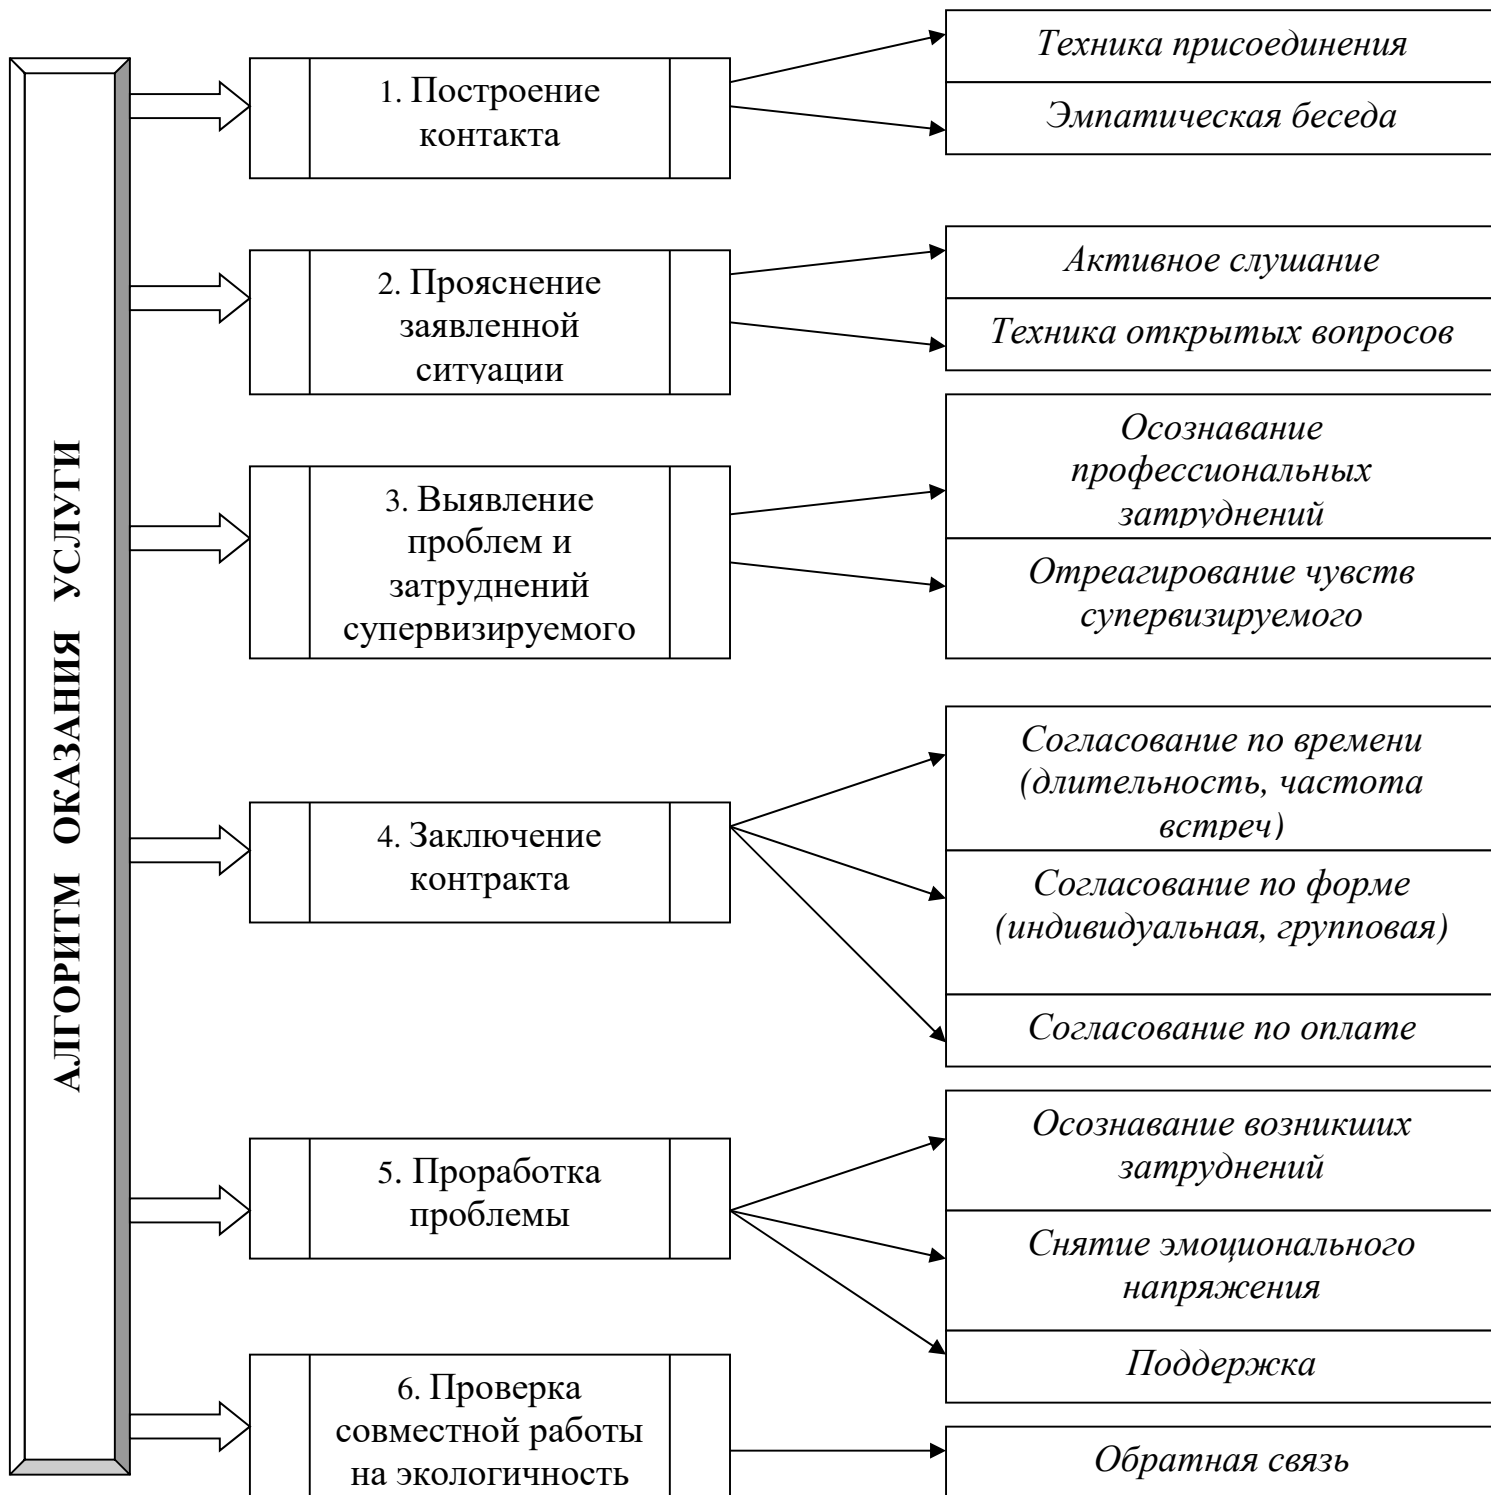 АЛГОРИТМ ОКАЗАНИЯ УСЛУГИ
1. Построение
контакта
Техника присоединения
Эмпатическая беседа
2. Прояснение
заявленной
ситуации
Активное слушание
Техника открытых вопросов
3. Выявление
проблем и
затруднений
супервизируемого
Осознавание
профессиональных
затруднений
Отреагирование чувств
супервизируемого
4. Заключение
контракта
Согласование по времени
(длительность, частота
встреч)
Согласование по форме
(индивидуальная, групповая)
Согласование по оплате
5. Проработка
проблемы
Осознавание возникших
затруднений
Снятие эмоционального
напряжения
Поддержка
6. Проверка
совместной работы
на экологичность
Обратная связь